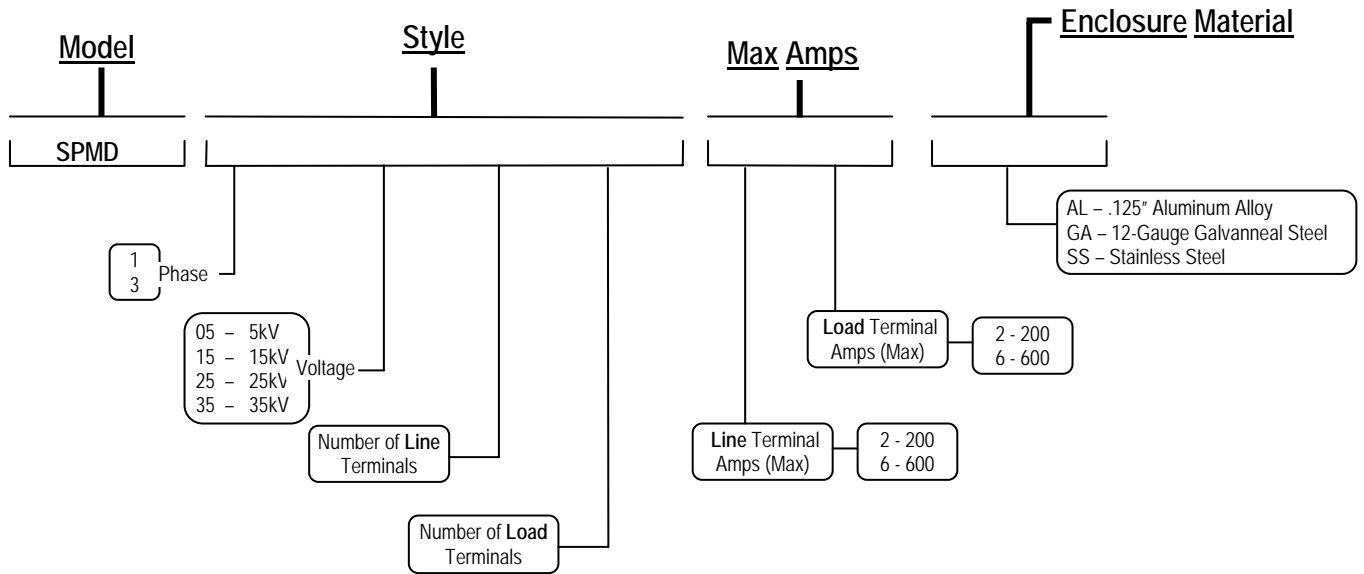 Model
Style
Max Amps
Enclosure Material
SPMD
1
3
Phase
05 – 5kV
15 – 15kV
25 – 25kV
35 – 35kV
Voltage
Number of Line
Terminals
Number of Load
Terminals
Line Terminal
Amps (Max)
2 - 200
6 - 600
Load Terminal
Amps (Max)
2 - 200
6 - 600
AL – .125” Aluminum Alloy
GA – 12-Gauge Galvanneal Steel
SS – Stainless Steel